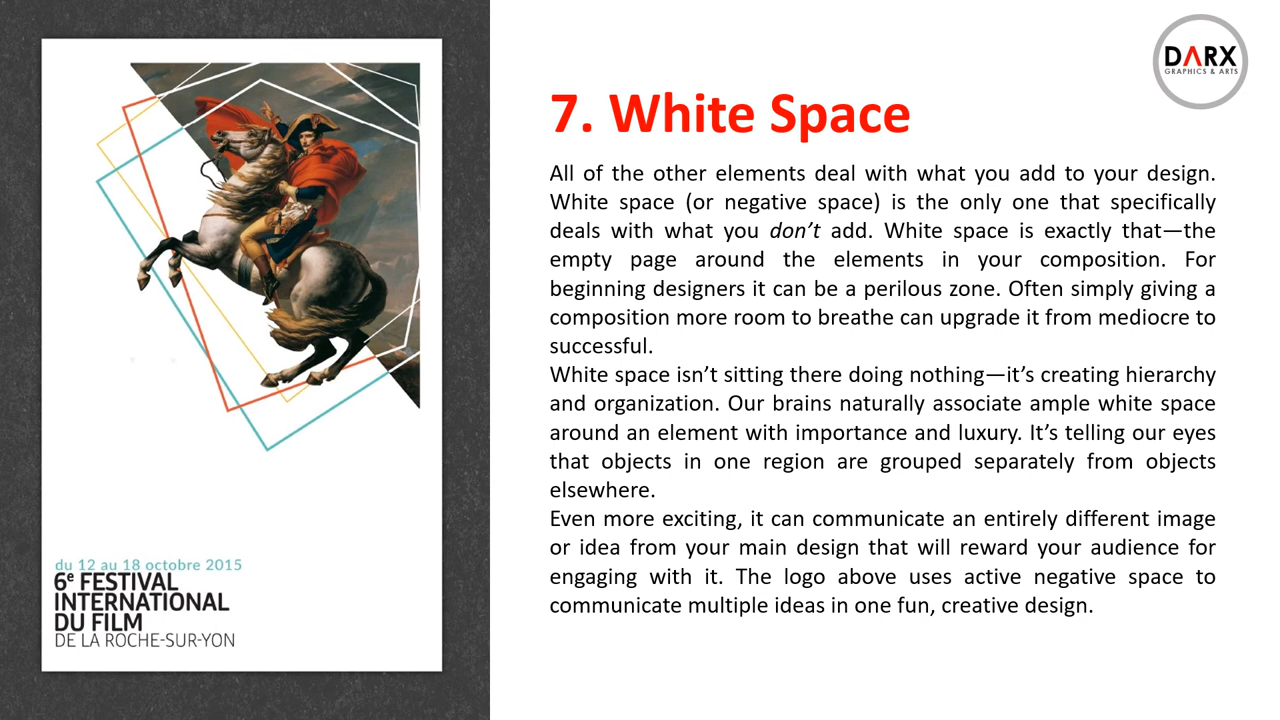 DARX
GRAPHICS & ARTS
7. White Space
All of the other elements deal with what you add to your design.
White space (or negative space) is the only one that specifically
deals with what you don’t add. White space is exactly that—the
empty page around the elements in your composition. For
beginning designers it can be a perilous zone. Often simply giving a
composition more room to breathe can upgrade it from mediocre to
successful.
White space isn’t sitting there doing nothing—it’s creating hierarchy
and organization. Our brains naturally associate ample white space
around an element with importance and luxury. It’s telling our eyes
that objects in one region are grouped separately from objects
elsewhere.
Even more exciting, it can communicate an entirely different image
or idea from your main design that will reward your audience for
engaging with it. The logo above uses active negative space to
communicate multiple ideas in one fun, creative design.
du 12 au 18 octobre 2015
6e FESTIVAL
INTERNATIONAL
DU FILM
DE LA ROCHE-SUR-YON